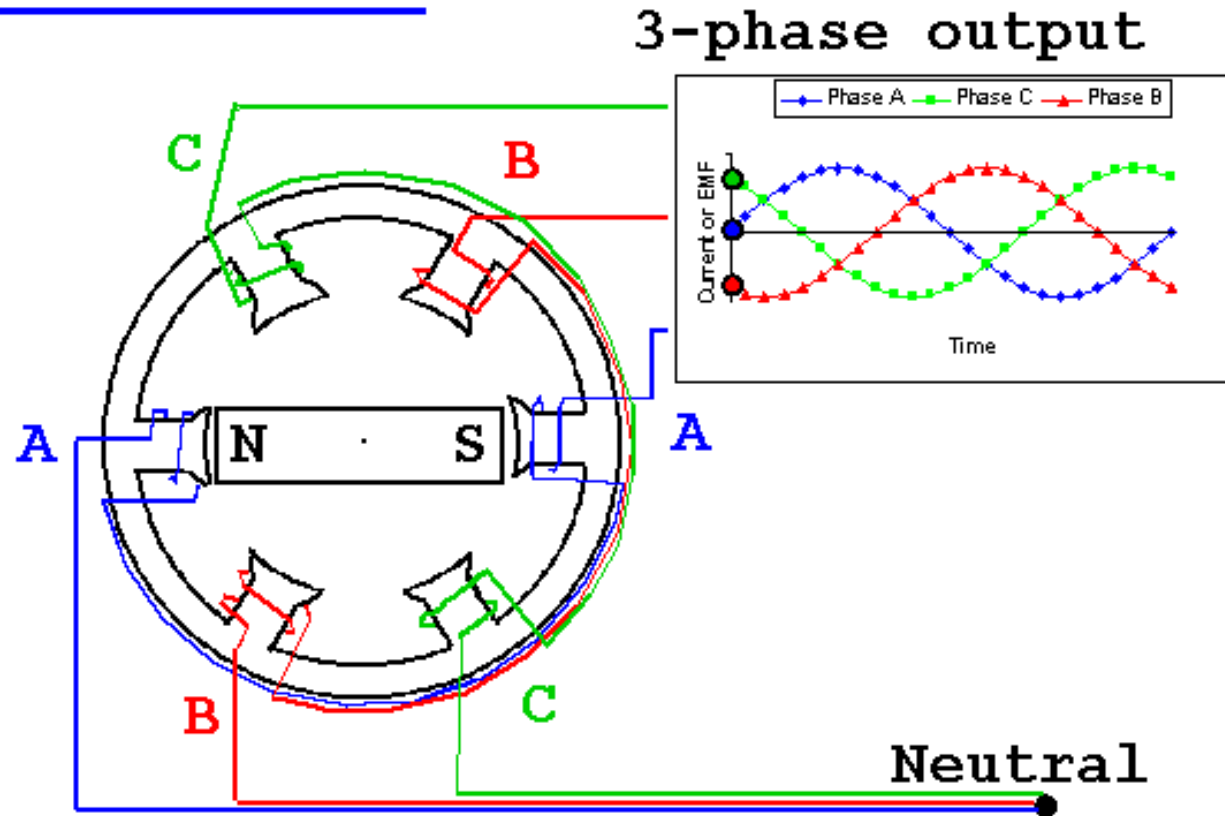 3-phase output
Phase A Phase C Phase B
Current or EMF
Time
C
B
A
N
S
A
B
C
Neutral